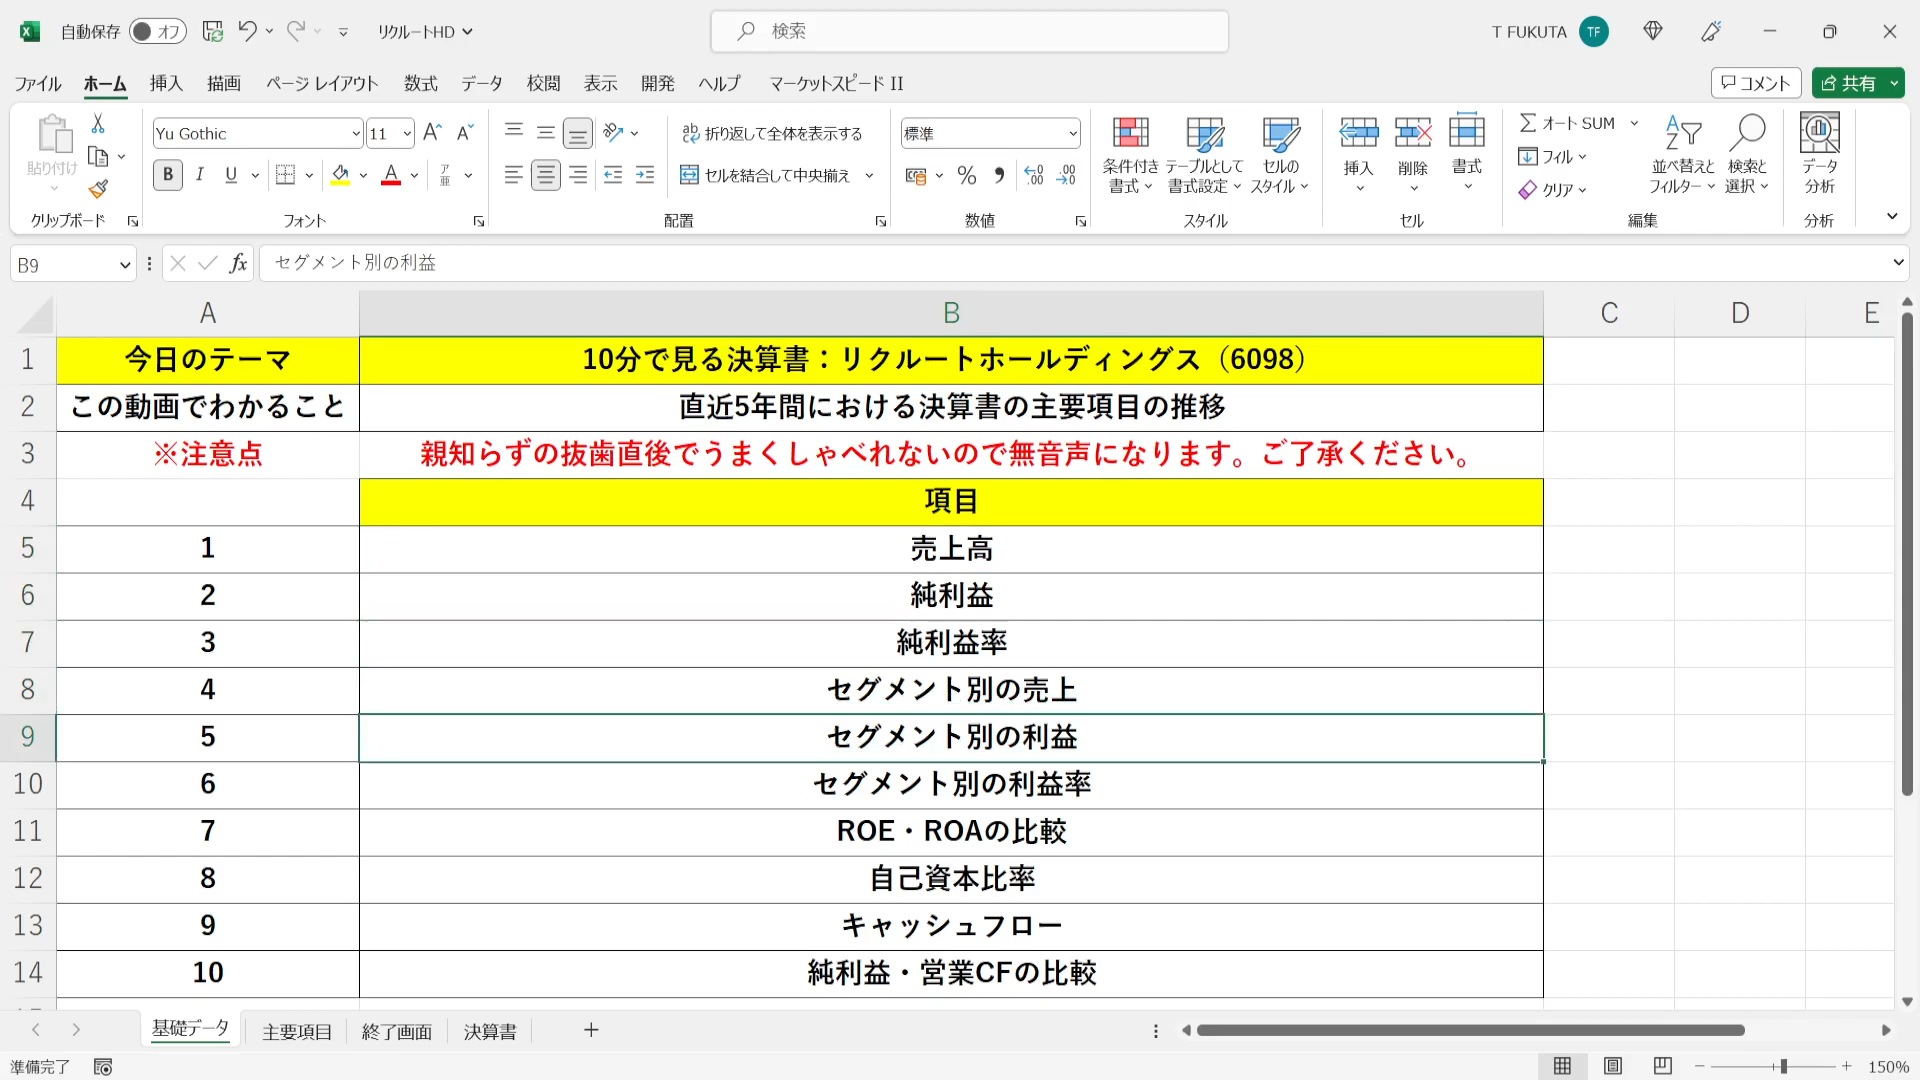 自動保存 オフ リクルートHD 検索 T FUKUTA TF
ファイル ホーム 挿入 描画 ページ レイアウト 数式 データ 校閲 表示 開発 ヘルプ マーケットスピード II コメント 共有
貼り付け
クリップボード
Yu Gothic 11
B I U A ア亜
フォント
折り返して全体を表示する
セルを結合して中央揃え
配置
標準
数値
条件付き書式 テーブルとして書式設定 セルのスタイル
スタイル
挿入 削除 書式
セル
オート SUM
フィル
クリア
並べ替えとフィルター 検索と選択
編集
データ分析
分析
B9 fx セグメント別の利益
A B C D E
1 今日のテーマ 10分で見る決算書：リクルートホールディングス（6098）
2 この動画でわかること 直近5年間における決算書の主要項目の推移
3 ※注意点 親知らずの抜歯直後でうまくしゃべれないので無音声になります。ご了承ください。
4 項目
5 1 売上高
6 2 純利益
7 3 純利益率
8 4 セグメント別の売上
9 5 セグメント別の利益
10 6 セグメント別の利益率
11 7 ROE・ROAの比較
12 8 自己資本比率
13 9 キャッシュフロー
14 10 純利益・営業CFの比較
基礎データ 主要項目 終了画面 決算書
準備完了 150%